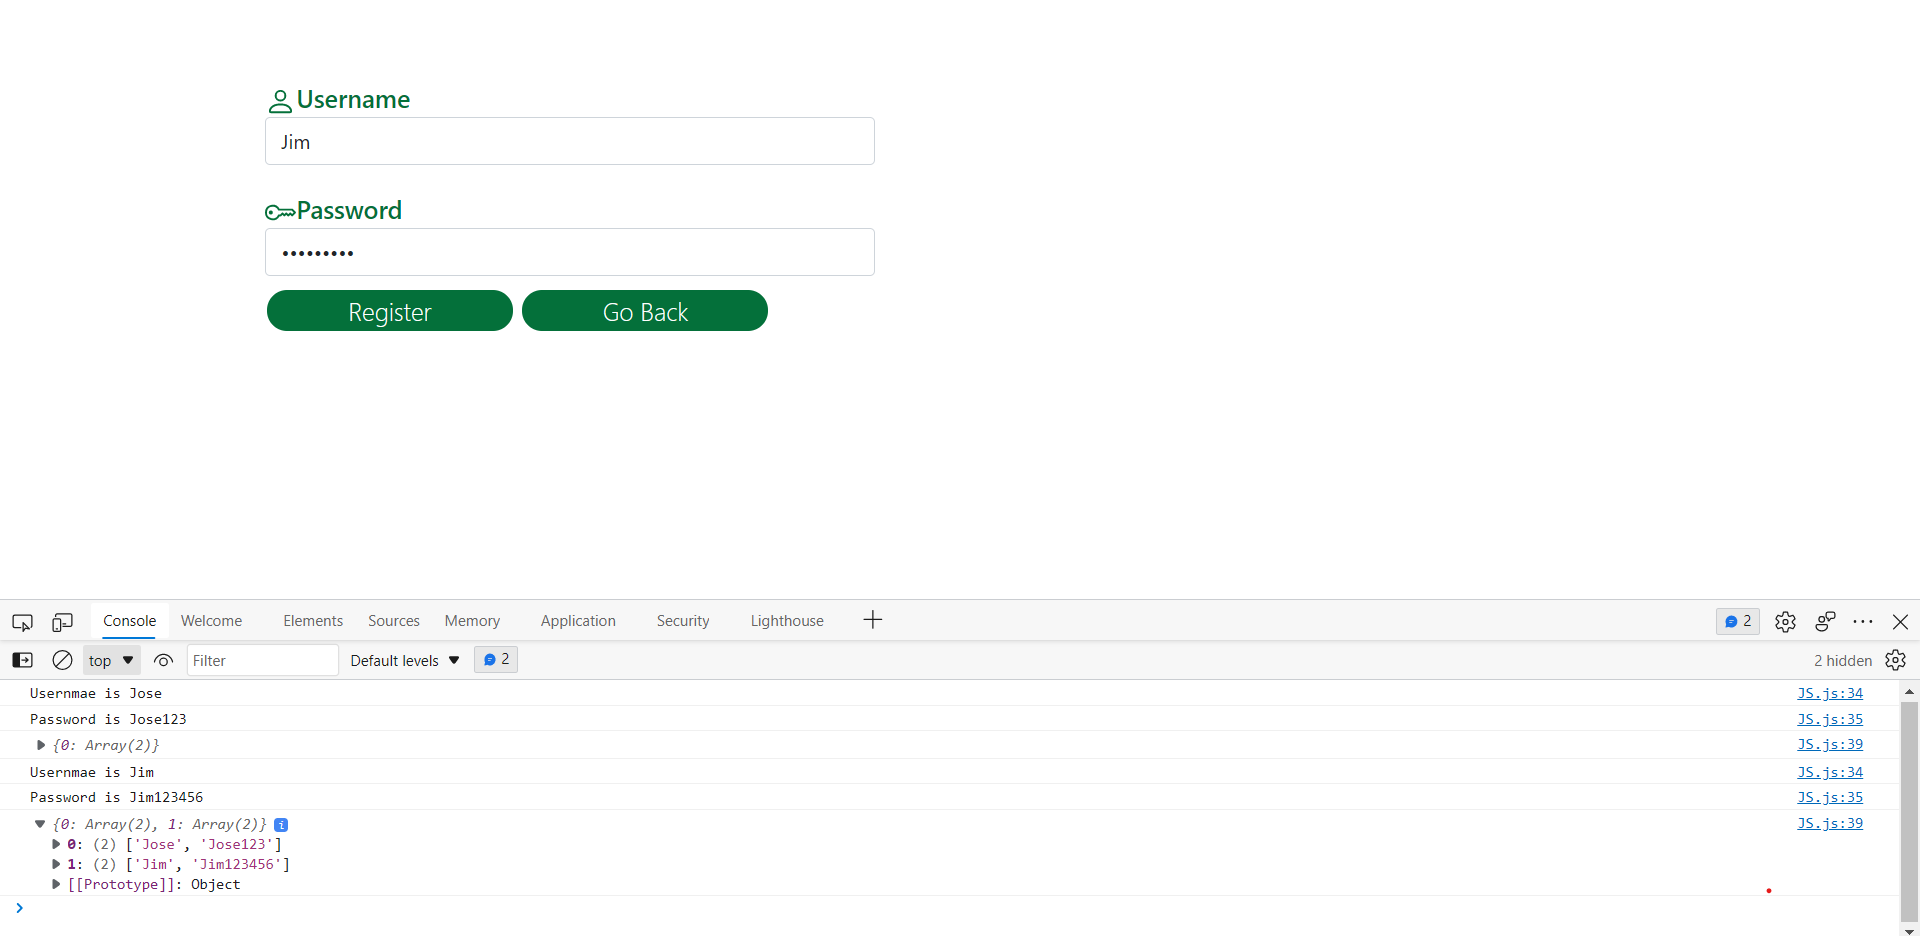 Username
Jim
Password
•••••••••
Register Go Back
Console Welcome Elements Sources Memory Application Security Lighthouse 2
top Filter Default levels 2 2 hidden
Usernmae is Jose JS.js:34
Password is Jose123 JS.js:35
{0: Array(2)} JS.js:39
Usernmae is Jim JS.js:34
Password is Jim123456 JS.js:35
{0: Array(2), 1: Array(2)} i JS.js:39
0: (2) ['Jose', 'Jose123']
1: (2) ['Jim', 'Jim123456']
[[Prototype]]: Object